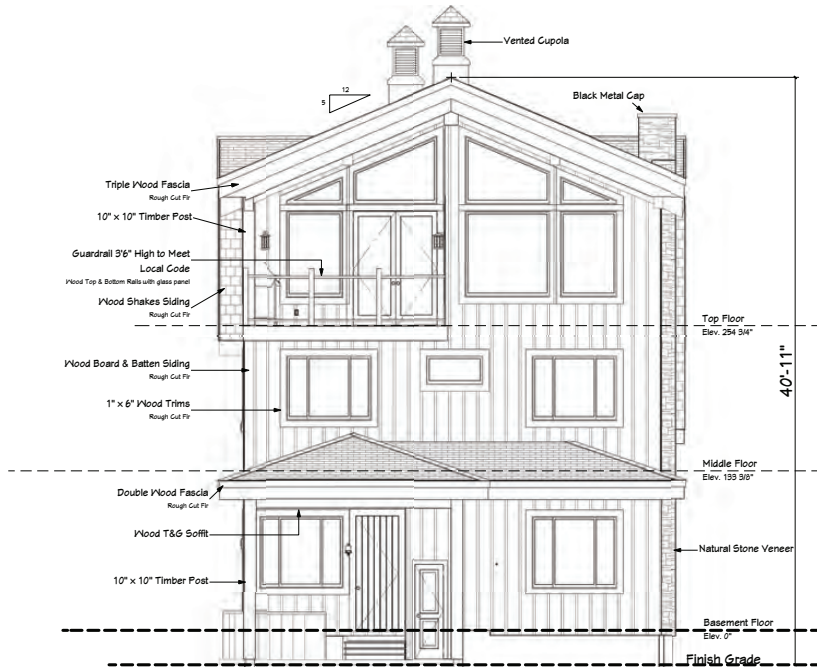 Vented Cupola
12
5
Black Metal Cap
Triple Wood Fascia
Rough Cut Fir
10" x 10" Timber Post
Guardrail 3'6" High to Meet
Local Code
Wood Top & Bottom Rails with glass panel
Wood Shakes Siding
Rough Cut Fir
Top Floor
Elev. 254 3/4"
Wood Board & Batten Siding
Rough Cut Fir
40'-11"
1" x 6" Wood Trims
Rough Cut Fir
Middle Floor
Elev. 133 3/8"
Double Wood Fascia
Rough Cut Fir
Wood T&G Soffit
Natural Stone Veneer
10" x 10" Timber Post
Basement Floor
Elev. 0"
Finish Grade